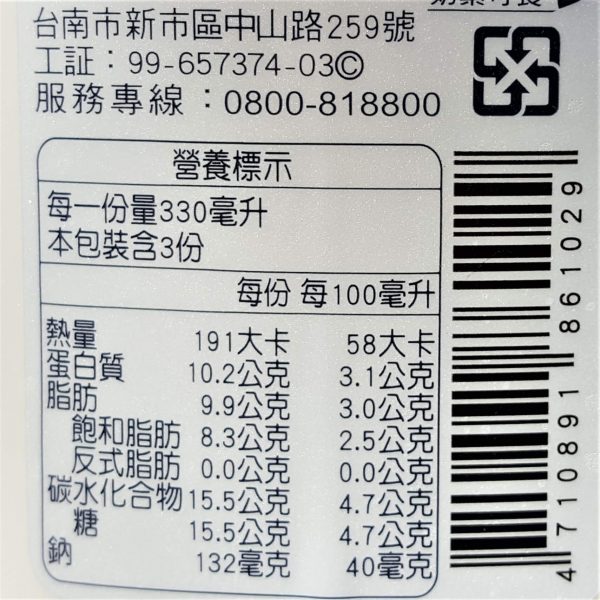 台南市新市區中山路259號
工証：99-657374-03©
服務專線：0800-818800
營養標示
每一份量330毫升
本包裝含3份
每份 每100毫升
熱量 191大卡 58大卡
蛋白質 10.2公克 3.1公克
脂肪 9.9公克 3.0公克
飽和脂肪 8.3公克 2.5公克
反式脂肪 0.0公克 0.0公克
碳水化合物 15.5公克 4.7公克
糖 15.5公克 4.7公克
鈉 132毫克 40毫克
4 710891 861029